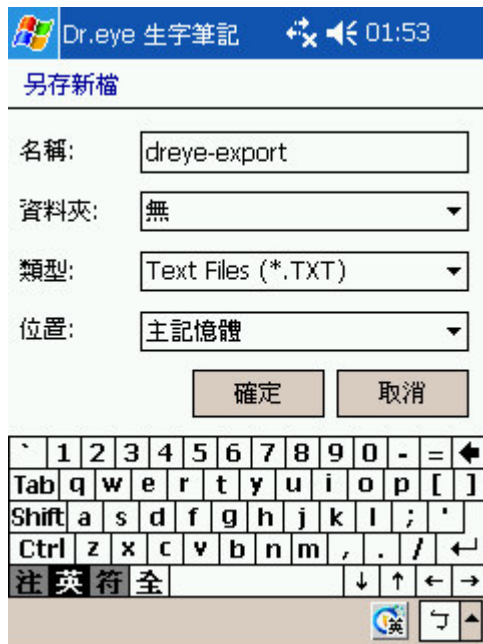 Dr.eye 生字筆記 01:53
另存新檔
名稱: dreye-export
資料夾: 無
類型: Text Files (*.TXT)
位置: 主記憶體
確定 取消
` 1 2 3 4 5 6 7 8 9 0 - =
Tab q w e r t y u i o p [ ]
Shift a s d f g h j k l ; '
Ctrl z x c v b n m , . /
注 英 符 全 ↓ ↑ ← →
英 ㄅ